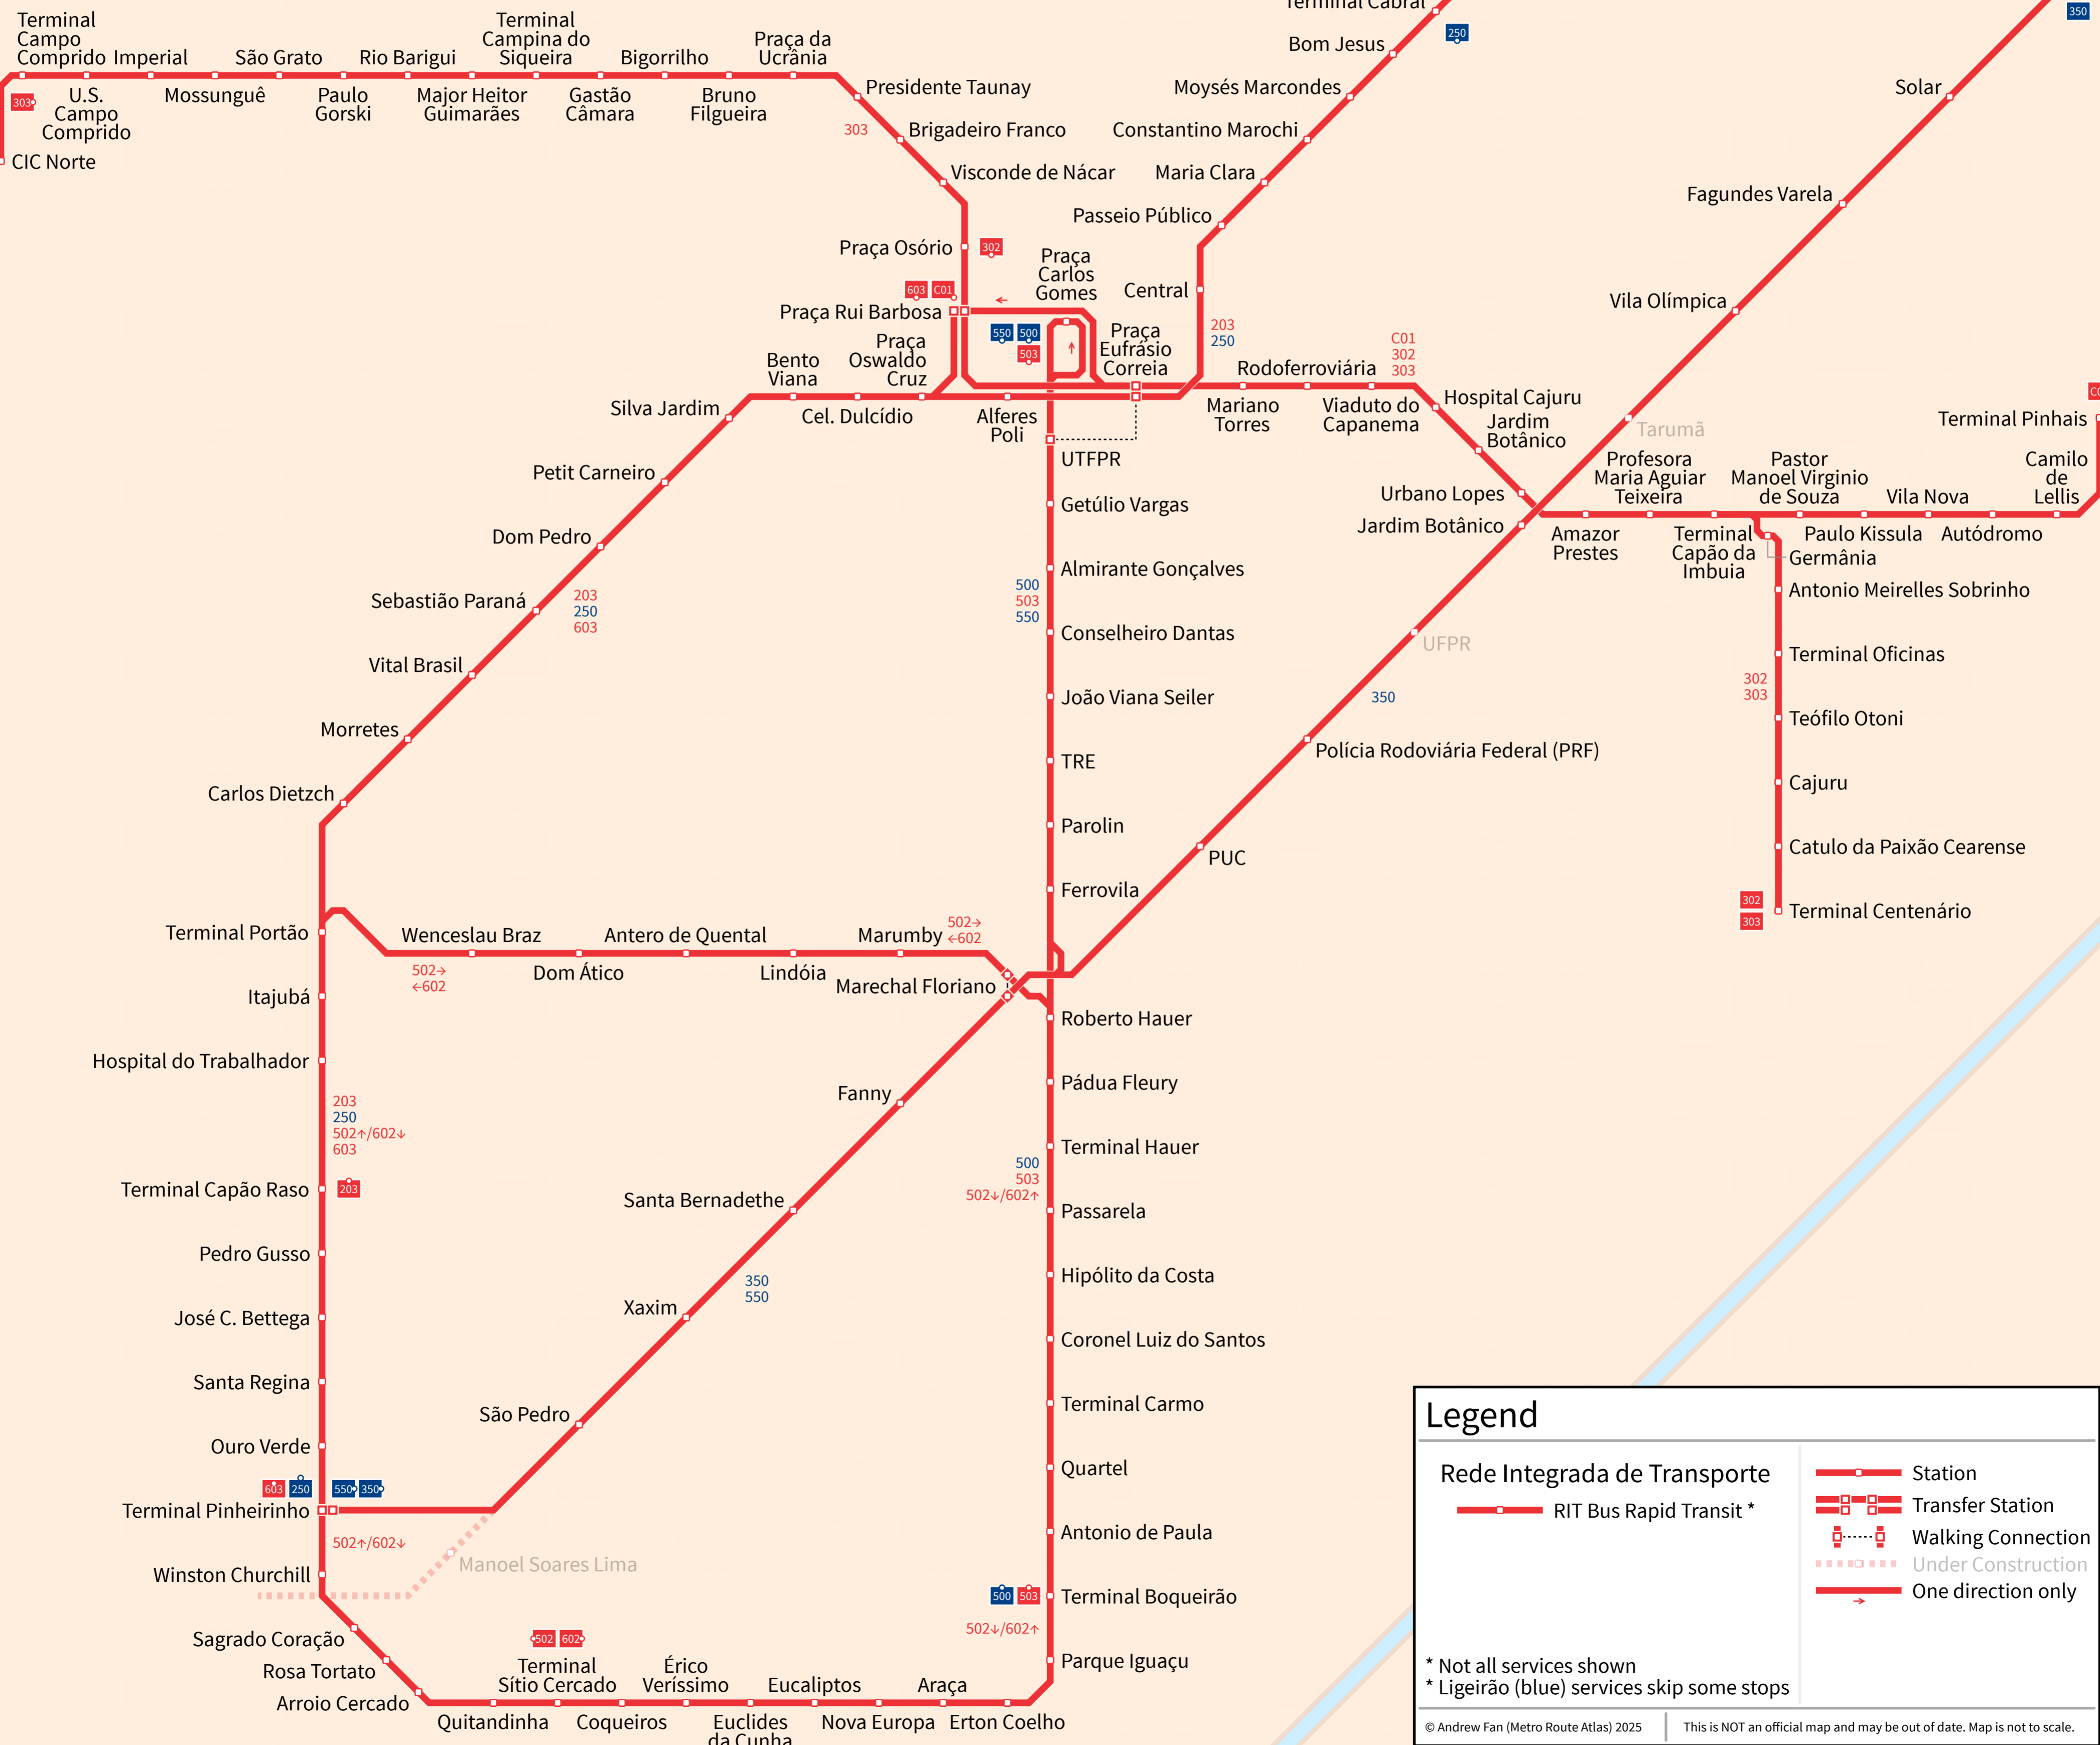 Terminal
Campo
Comprido
Imperial
São Grato
Rio Barigui
Terminal
Campina do
Siqueira
Bigorrilho
Praça da
Ucrânia
303
U.S.
Campo
Comprido
Mossunguê
Paulo
Gorski
Major Heitor
Guimarães
Gastão
Câmara
Bruno
Filgueira
CIC Norte
Presidente Taunay
303
Brigadeiro Franco
Visconde de Nácar
Praça Osório
302
603 C01
Praça Rui Barbosa
Terminal Cabral
250
350
Bom Jesus
Moysés Marcondes
Constantino Marochi
Maria Clara
Passeio Público
Central
203
250
Praça
Carlos
Gomes
←
550 500
503
↑
Praça
Eufrásio
Correia
Solar
Fagundes Varela
Vila Olímpica
Tarumã
Bento
Viana
Praça
Oswaldo
Cruz
Silva Jardim
Cel. Dulcídio
Alferes
Poli
Rodoferroviária
C01
302
303
Mariano
Torres
Viaduto do
Capanema
Hospital Cajuru
Jardim
Botânico
Urbano Lopes
Jardim Botânico
Terminal Pinhais
Profesora
Maria Aguiar
Teixeira
Pastor
Manoel Virginio
de Souza
Vila Nova
Camilo
de
Lellis
Amazor
Prestes
Terminal
Capão da
Imbuia
Paulo Kissula
Autódromo
Germânia
Antonio Meirelles Sobrinho
Terminal Oficinas
302
303
Teófilo Otoni
Cajuru
Catulo da Paixão Cearense
302
303
Terminal Centenário
Petit Carneiro
Dom Pedro
Sebastião Paraná
203
250
603
Vital Brasil
Morretes
Carlos Dietzch
UTFPR
Getúlio Vargas
Almirante Gonçalves
500
503
550
Conselheiro Dantas
João Viana Seiler
TRE
Parolin
Ferrovila
UFPR
350
Polícia Rodoviária Federal (PRF)
PUC
Terminal Portão
Wenceslau Braz
Antero de Quental
Marumby
502→
←602
502→
←602
Dom Ático
Lindóia
Marechal Floriano
Itajubá
Hospital do Trabalhador
203
250
502↑/602↓
603
Terminal Capão Raso
203
Pedro Gusso
José C. Bettega
Santa Regina
Ouro Verde
603 250 550 350
Terminal Pinheirinho
502↑/602↓
Winston Churchill
Manoel Soares Lima
Sagrado Coração
Rosa Tortato
Arroio Cercado
Fanny
Santa Bernadethe
350
550
Xaxim
São Pedro
Roberto Hauer
Pádua Fleury
Terminal Hauer
500
503
502↓/602↑
Passarela
Hipólito da Costa
Coronel Luiz do Santos
Terminal Carmo
Quartel
Antonio de Paula
500 503
Terminal Boqueirão
502↓/602↑
Parque Iguaçu
502 602
Terminal
Sítio Cercado
Érico
Veríssimo
Eucaliptos
Araça
Quitandinha
Coqueiros
Euclides
da Cunha
Nova Europa
Erton Coelho
Legend
Rede Integrada de Transporte
RIT Bus Rapid Transit *
Station
Transfer Station
Walking Connection
Under Construction
One direction only
→
* Not all services shown
* Ligeirão (blue) services skip some stops
© Andrew Fan (Metro Route Atlas) 2025
This is NOT an official map and may be out of date. Map is not to scale.